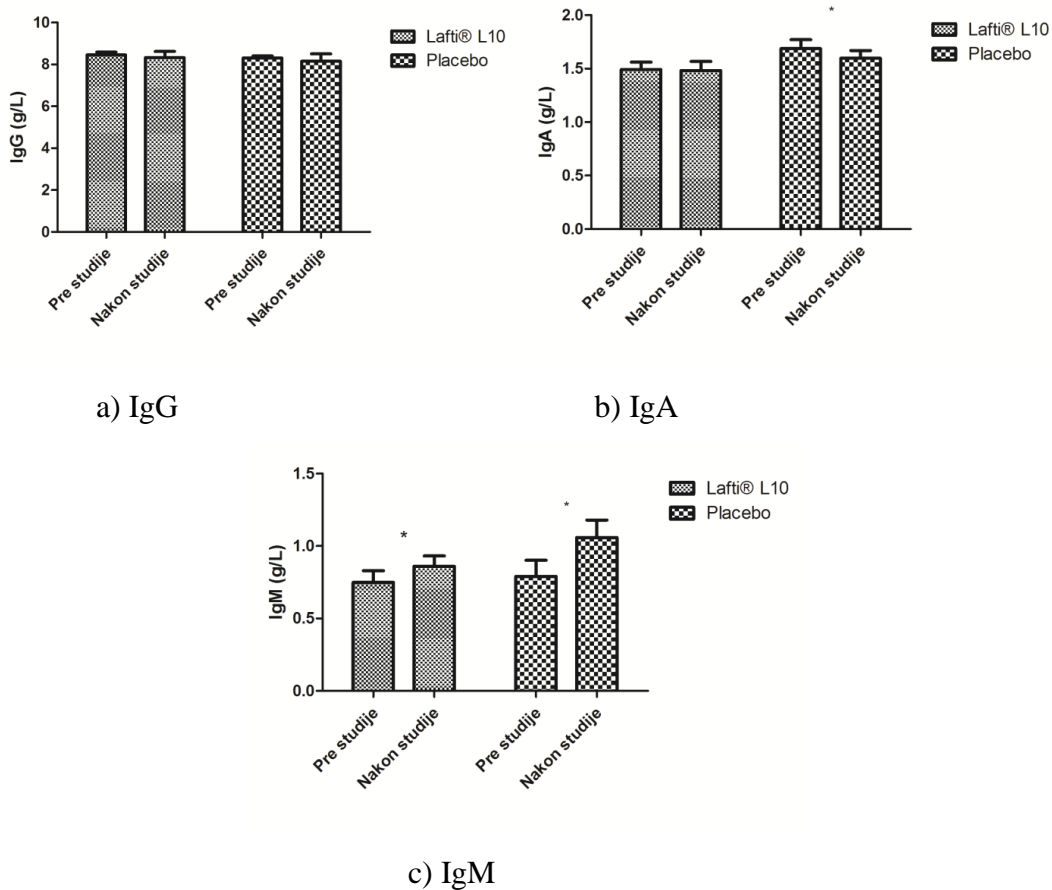 10
8
6
4
2
0
IgG (g/L)
Pre studije
Nakon studije
Pre studije
Nakon studije
Lafti® L10
Placebo
a) IgG
2.0
1.5
1.0
0.5
0.0
IgA (g/L)
*
Pre studije
Nakon studije
Pre studije
Nakon studije
Lafti® L10
Placebo
b) IgA
1.5
1.0
0.5
0.0
IgM (g/L)
*
*
Pre studije
Nakon studije
Pre studije
Nakon studije
Lafti® L10
Placebo
c) IgM